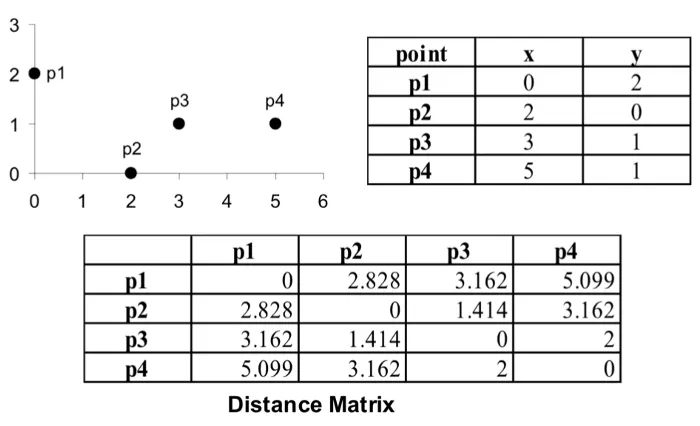 3
2 p1
p3 p4
1
p2
0
0 1 2 3 4 5 6
point x y
p1 0 2
p2 2 0
p3 3 1
p4 5 1
p1 p2 p3 p4
p1 0 2.828 3.162 5.099
p2 2.828 0 1.414 3.162
p3 3.162 1.414 0 2
p4 5.099 3.162 2 0
Distance Matrix